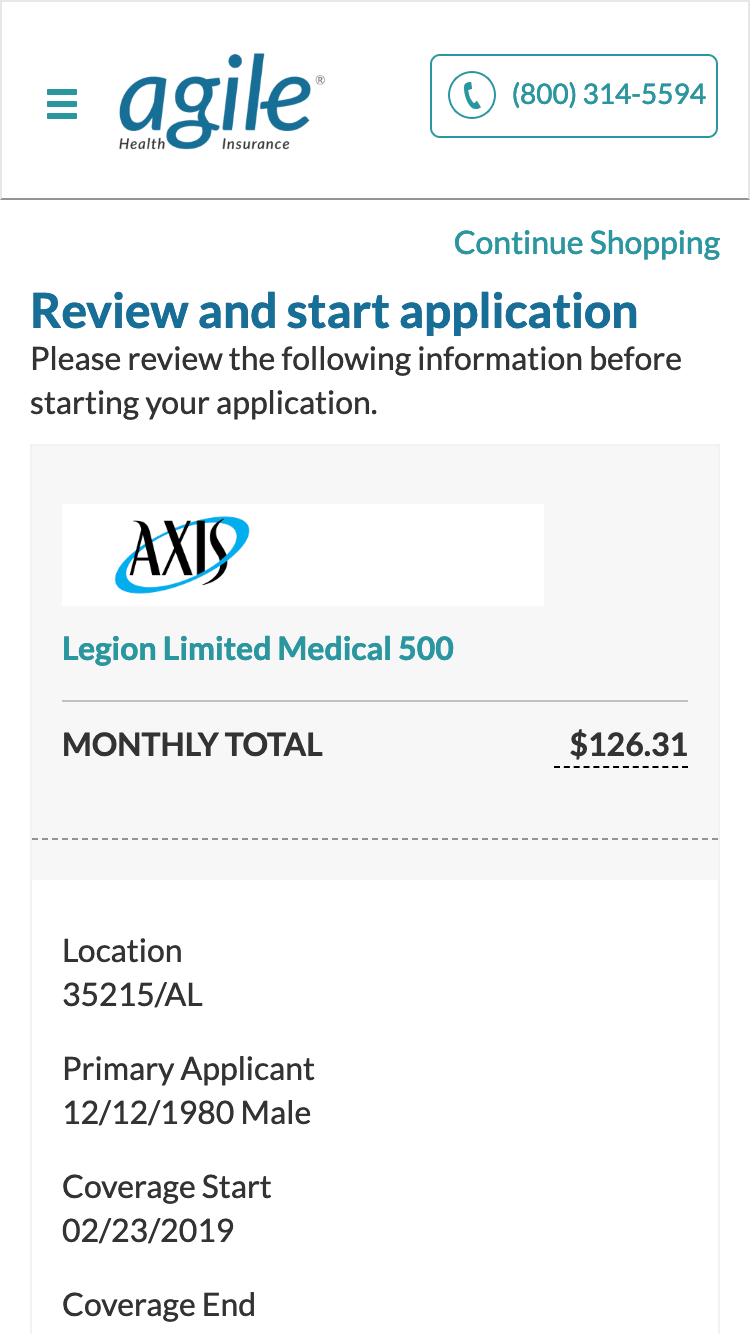 agile®
Health Insurance
(800) 314-5594
Continue Shopping
Review and start application
Please review the following information before
starting your application.
AXIS
Legion Limited Medical 500
MONTHLY TOTAL $126.31
Location
35215/AL
Primary Applicant
12/12/1980 Male
Coverage Start
02/23/2019
Coverage End